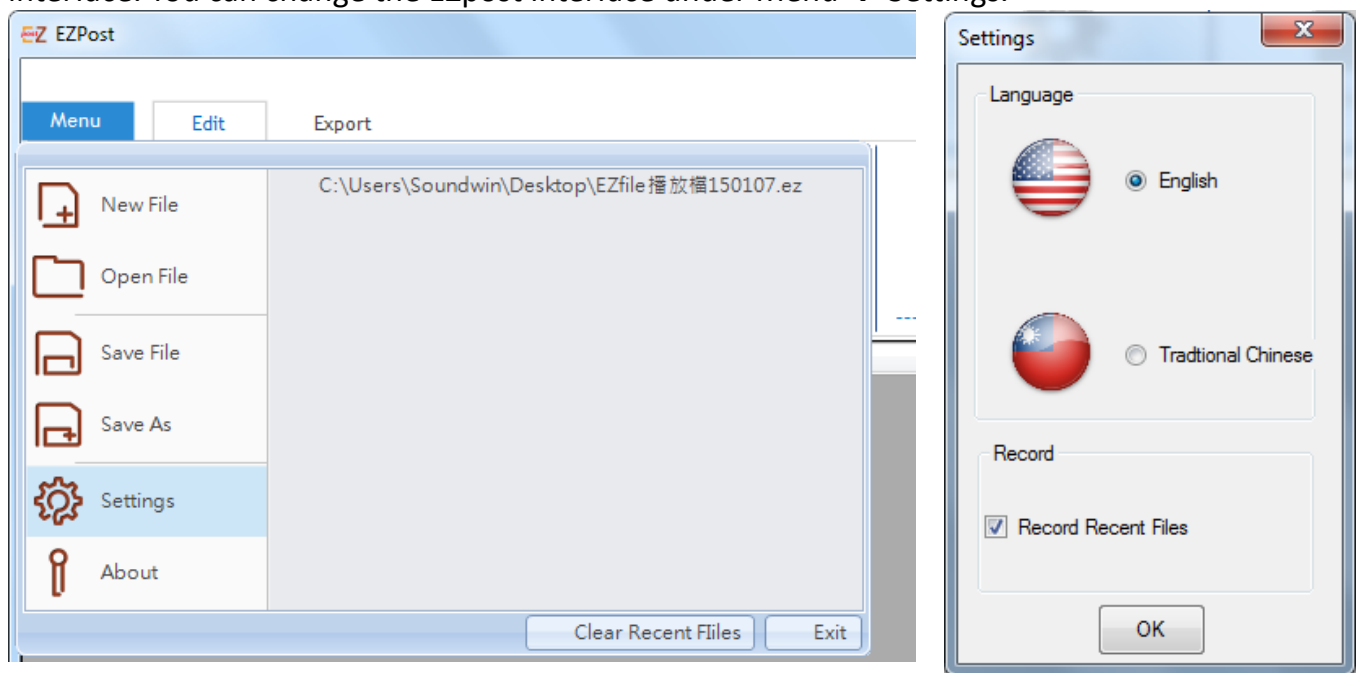 EZPost
Menu
Edit
Export
New File
Open File
Save File
Save As
Settings
About
C:\Users\Soundwin\Desktop\EZfile播放檔150107.ez
Clear Recent FIiles
Exit
Settings
Language
English
Tradtional Chinese
Record
Record Recent Files
OK